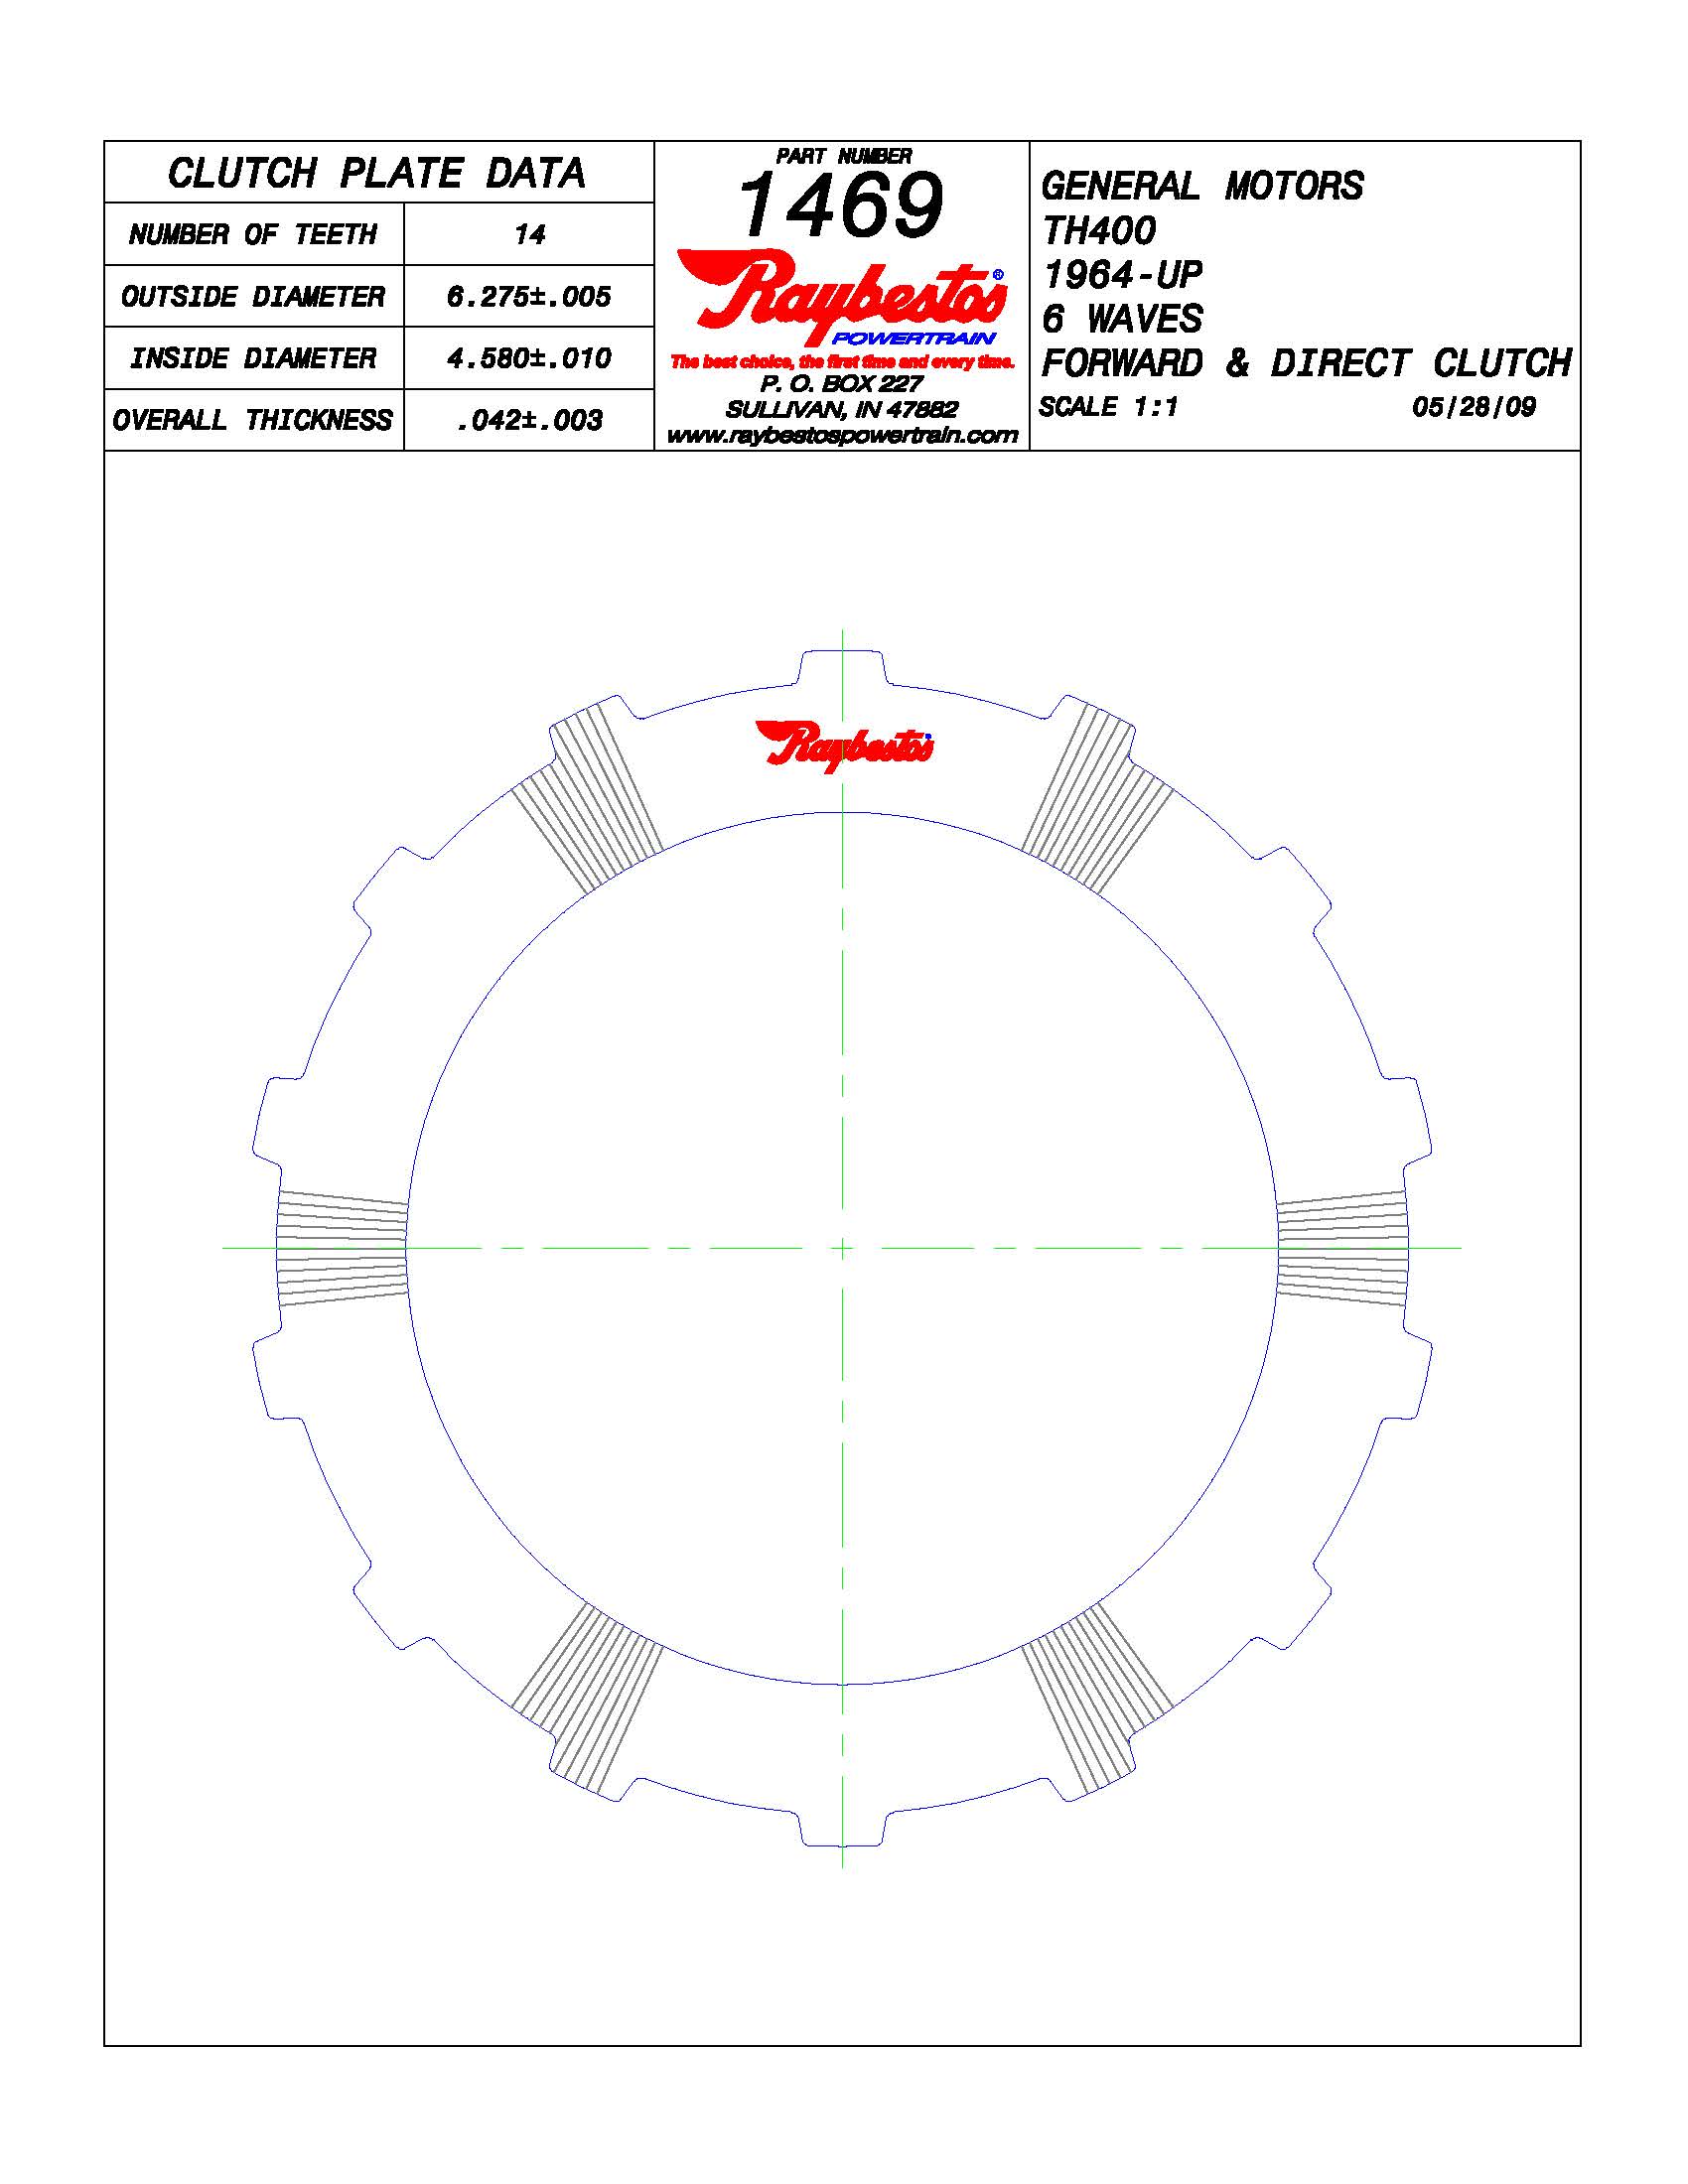 CLUTCH PLATE DATA
NUMBER OF TEETH 14
OUTSIDE DIAMETER 6.275±.005
INSIDE DIAMETER 4.580±.010
OVERALL THICKNESS .042±.003
PART NUMBER
1469
Raybestos®
POWERTRAIN
The best choice, the first time and every time.
P. O. BOX 227
SULLIVAN, IN 47882
www.raybestospowertrain.com
GENERAL MOTORS
TH400
1964-UP
6 WAVES
FORWARD & DIRECT CLUTCH
SCALE 1:1 05/28/09
Raybestos